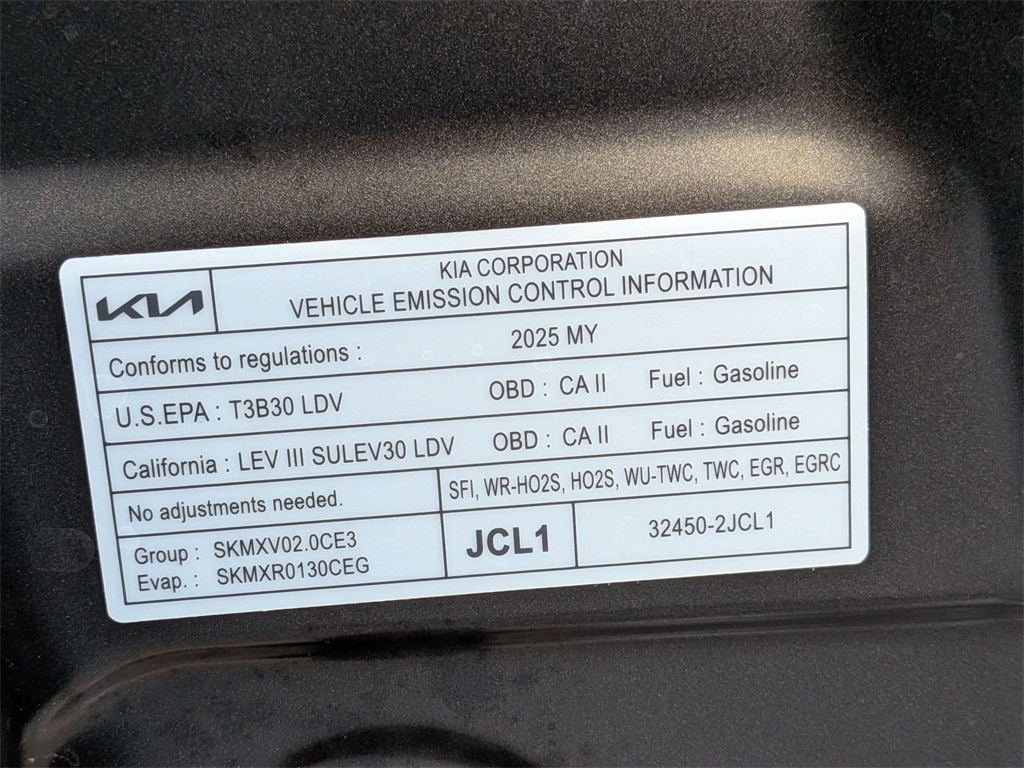 KIA
KIA CORPORATION
VEHICLE EMISSION CONTROL INFORMATION
Conforms to regulations : 2025 MY
U.S.EPA : T3B30 LDV OBD : CA II Fuel : Gasoline
California : LEV III SULEV30 LDV OBD : CA II Fuel : Gasoline
No adjustments needed.
SFI, WR-HO2S, HO2S, WU-TWC, TWC, EGR, EGRC
Group : SKMXV02.0CE3
Evap. : SKMXR0130CEG
JCL1
32450-2JCL1